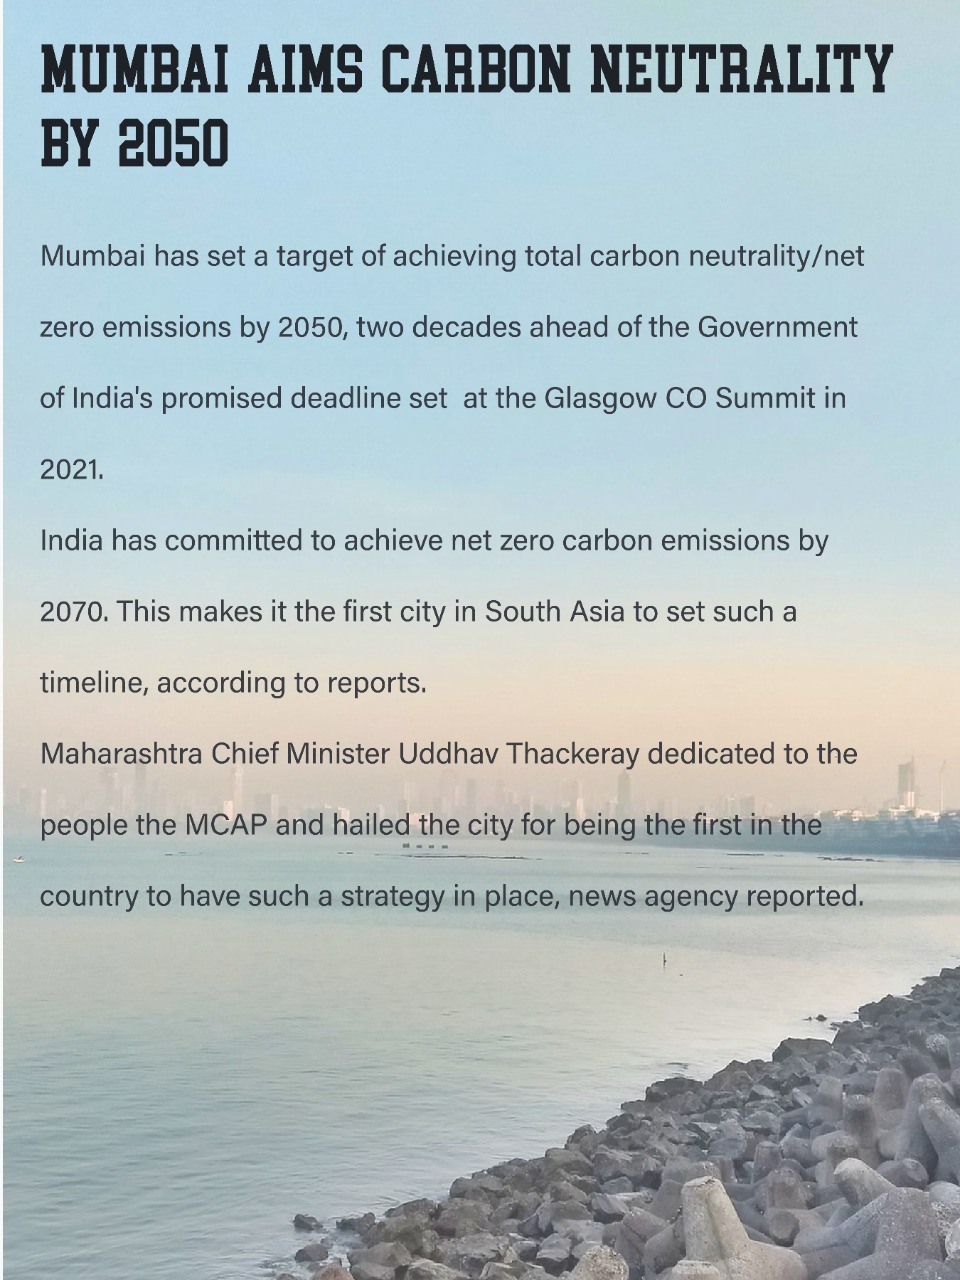 MUMBAI AIMS CARBON NEUTRALITY
BY 2050
Mumbai has set a target of achieving total carbon neutrality/net
zero emissions by 2050, two decades ahead of the Government
of India's promised deadline set  at the Glasgow CO Summit in
2021.
India has committed to achieve net zero carbon emissions by
2070. This makes it the first city in South Asia to set such a
timeline, according to reports.
Maharashtra Chief Minister Uddhav Thackeray dedicated to the
people the MCAP and hailed the city for being the first in the
country to have such a strategy in place, news agency reported.